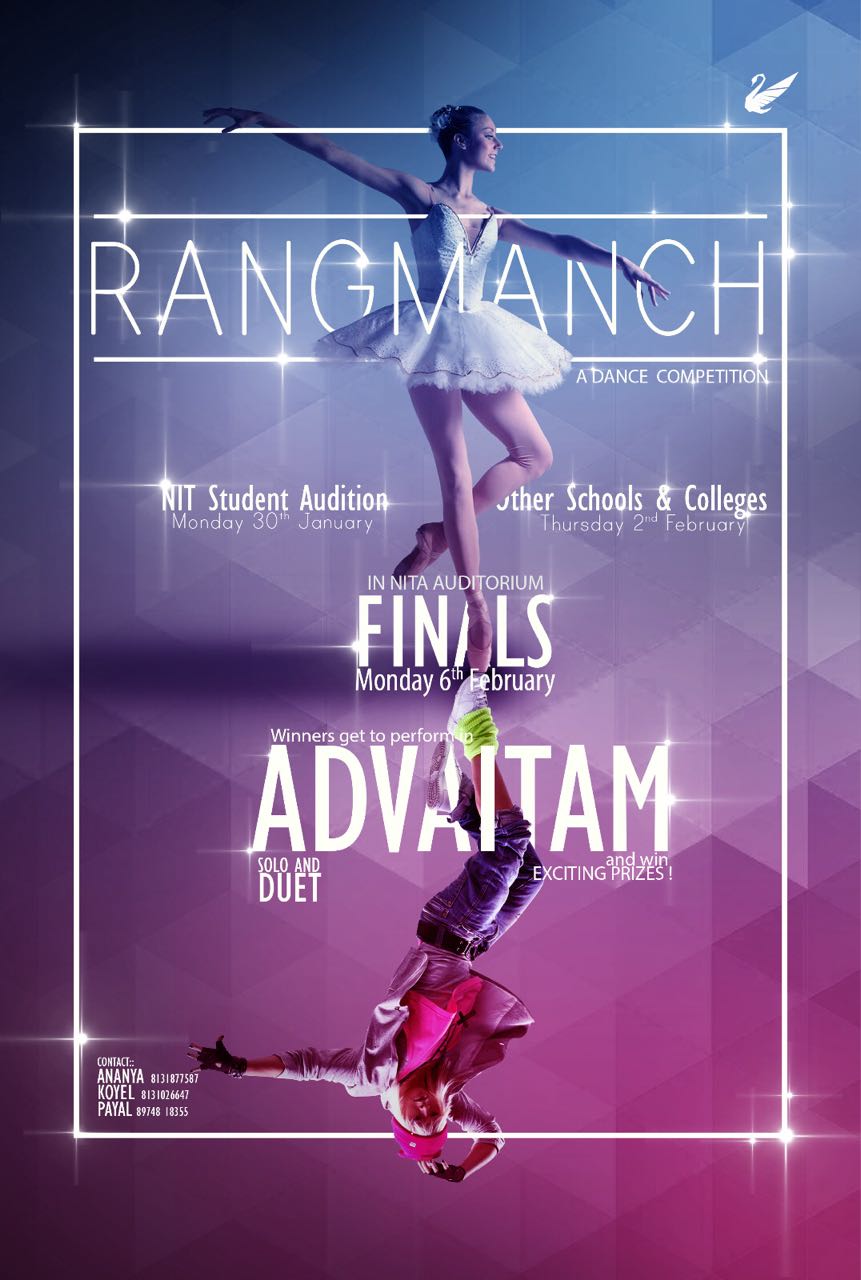 RANGMANCH
A DANCE COMPETITION
NIT Student Audition
Monday 30th January
Other Schools & Colleges
Thursday 2nd February
IN NITA AUDITORIUM
FINALS
Monday 6th February
Winners get to perform in
ADVAITAM
SOLO AND
DUET
and win
EXCITING PRIZES !
CONTACT::
ANANYA 8131877587
KOYEL 8131026647
PAYAL 89748 18355